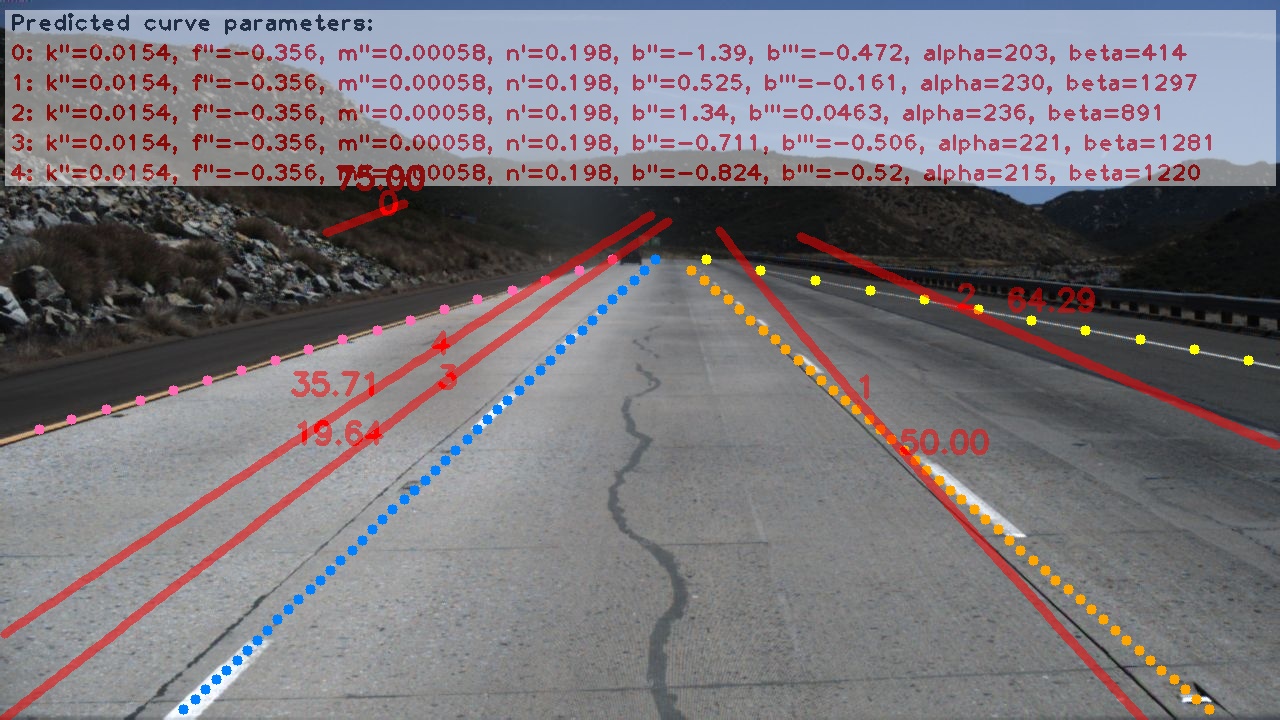 Predicted curve parameters:
0: k''=0.0154, f''=−0.356, m''=0.00058, n'=0.198, b''=−1.39, b'''=−0.472, alpha=203, beta=414
1: k''=0.0154, f''=−0.356, m''=0.00058, n'=0.198, b''=0.525, b'''=−0.161, alpha=230, beta=1297
2: k''=0.0154, f''=−0.356, m''=0.00058, n'=0.198, b''=1.34, b'''=0.0463, alpha=236, beta=891
3: k''=0.0154, f''=−0.356, m''=0.00058, n'=0.198, b''=−0.711, b'''=−0.506, alpha=221, beta=1281
4: k''=0.0154, f''=−0.356, m''=0.00058, n'=0.198, b''=−0.824, b'''=−0.52, alpha=215, beta=1220
75.00
0
2 64.29
4
3
35.71
1
19.64
50.00